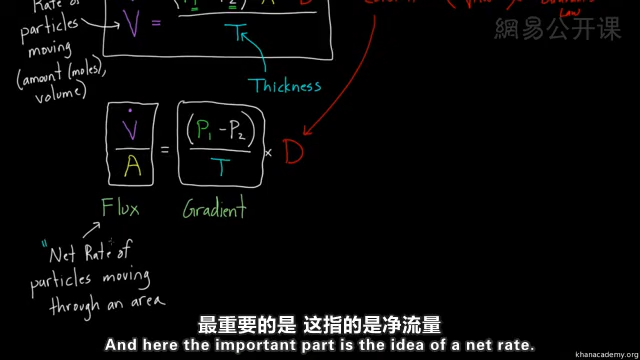 Rate of
particles
moving
(amount (moles),
volume)
V̇ =
T
Thickness
網易公开课
Law
V̇
A
=
(P₁ - P₂)
T
× D
Flux
Gradient
"Net Rate of
particles moving
through an area
最重要的是 这指的是净流量
And here the important part is the idea of a net rate.
khanacademy.org